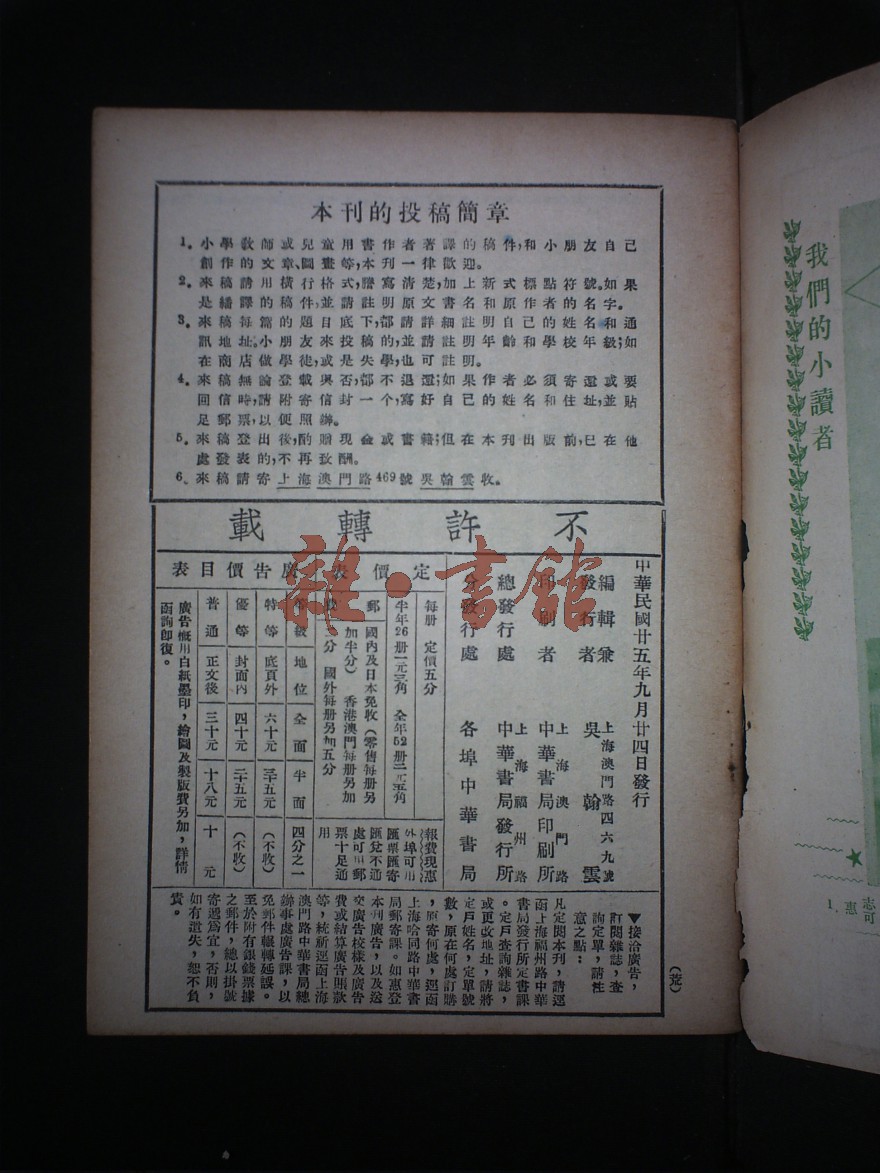 本刊的投稿簡章
1. 小學教師或兒童用書作者著譯的稿件,和小朋友自己
創作的文章、圖畫等,本刊一律歡迎。
2. 來稿請用橫行格式,謄寫清楚,加上新式標點符號。如果
是繙譯的稿件,並請註明原文書名和原作者的名字。
3. 來稿每篇的題目底下,都請詳細註明自己的姓名和通
訊地址。小朋友來投稿的,並請註明年齡和學校年級;如
在商店做學徒,或是失學,也可註明。
4. 來稿無論登載與否,都不退還;如果作者必須寄還或要
回信時,請附寄信封一个,寫好自己的姓名和住址,並貼
足郵票,以便照辦。
5. 來稿登出後,酌贈現金或書籍;但在本刊出版前,已在他
處發表的,不再致酬。
6. 來稿請寄上海澳門路469號吳翰雲收。
不許轉載
中華民國廿五年九月廿四日發行
編輯兼發行者 吳翰雲
上海澳門路四六九號
印刷者 中華書局印刷所
上海澳門路
總發行處 中華書局發行所
上海福州路
分發行處 各埠中華書局
定價表
每册 定價五分
半年26册一元三角 全年52册二元五角
郵費
國內及日本免收(零售每册另
加半分) 香港澳門每册另加
分 國外每册另加五分
報費現惠
外埠可用
匯票匯寄
匯兌不通
處可用郵
票十足通
用
廣告價目表
等級 地位 全面 半面 四分之一
特等 底頁外 六十元 三十五元 (不收)
優等 封面內 四十元 二十五元 (不收)
普通 正文後 三十元 十八元 十元
廣告概用白紙墨印,繪圖及製版費另加,詳情
函詢即復。
▼接洽廣告,
訂閱雜誌,查
詢定單,請注
意之點:
凡定閱本刊,請逕
函上海福州路中華
書局發行所定書課
。定戶查詢雜誌,
或更改地址,請將
定戶姓名,定單號
數,原在何處訂購
,原寄何處,逕函
上海哈同路中華書
局郵寄課。如惠登
本刊廣告,以及送
交廣告校樣及廣告
費或結算廣告賬款
等,統祈逕函上海
澳門路中華書局總
辦事處廣告課,以
免郵件輾轉延誤。
至於附有銀錢票據
之郵件,總以掛號
寄遞爲宜,否則,
如有遺失,恕不負
責。
(荒)
雜·書館
我們的小讀者
志可
1. 惠